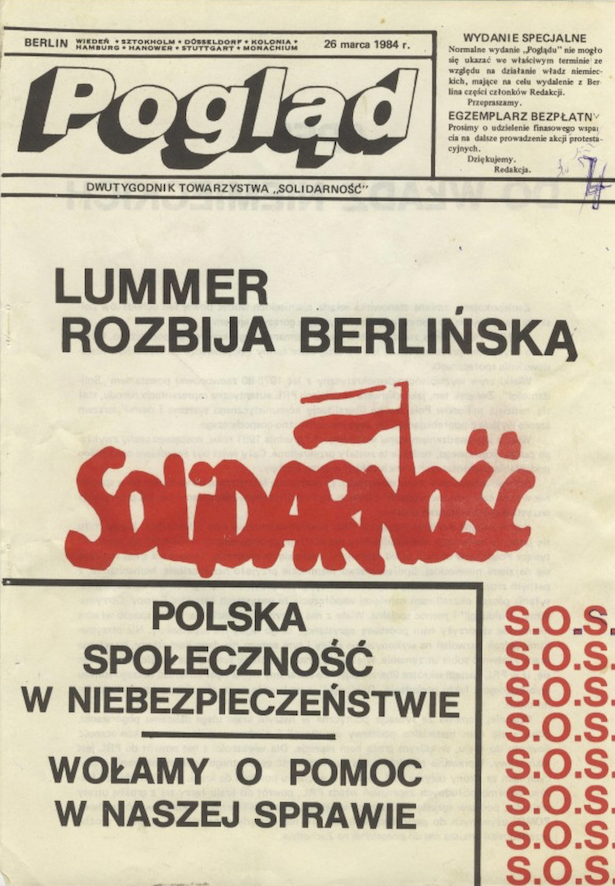 BERLIN WIEDEŃ • SZTOKHOLM • DÜSSELDORF • KOLONIA •
HAMBURG • HANOWER • STUTTGART • MONACHIUM
26 marca 1984 r.
Pogląd
DWUTYGODNIK TOWARZYSTWA „SOLIDARNOŚĆ”
WYDANIE SPECJALNE
Normalne wydanie „Poglądu” nie mogło
się ukazać we właściwym terminie ze
względu na działanie władz niemiec-
kich, mające na celu wydalenie z Ber-
lina części członków Redakcji.
Przepraszamy.
EGZEMPLARZ BEZPŁATNY
Prosimy o udzielenie finasowego wspar
cia na dalsze prowadzenie akcji protesta-
cyjnych.
Dziękujemy.
Redakcja.
LUMMER
ROZBIJA BERLIŃSKĄ
SOLIDARNOŚĆ
POLSKA
SPOŁECZNOŚĆ
W NIEBEZPIECZEŃSTWIE
WOŁAMY O POMOC
W NASZEJ SPRAWIE
S.O.S.
S.O.S.
S.O.S.
S.O.S.
S.O.S.
S.O.S.
S.O.S.
S.O.S.